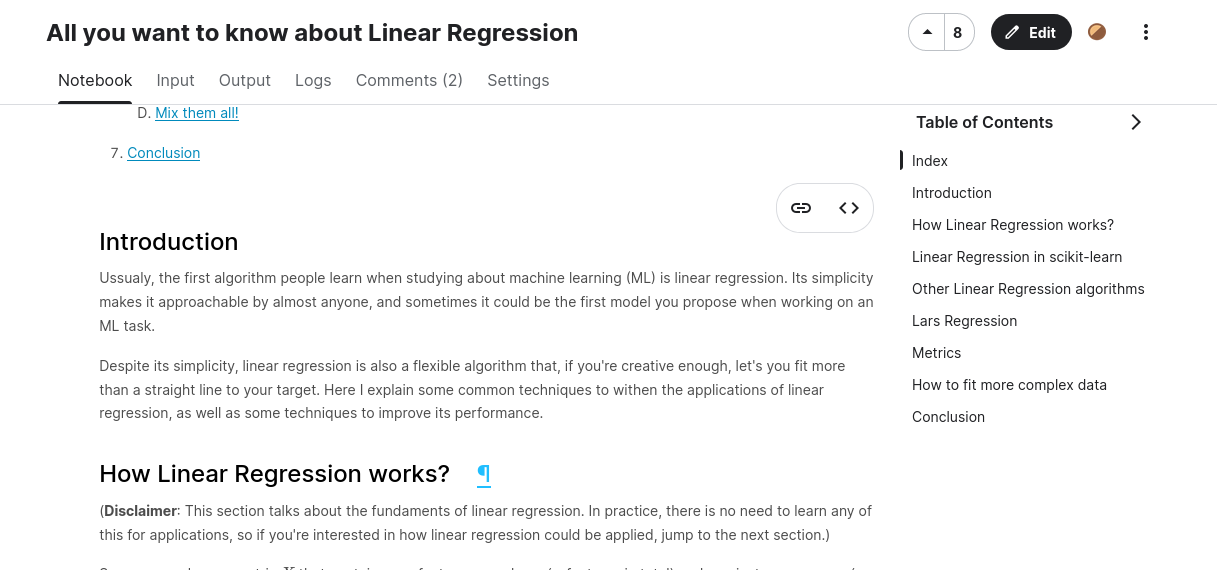 All you want to know about Linear Regression
8
Edit
Notebook Input Output Logs Comments (2) Settings
D. Mix them all!
7. Conclusion
Introduction
Ussualy, the first algorithm people learn when studying about machine learning (ML) is linear regression. Its simplicity
makes it approachable by almost anyone, and sometimes it could be the first model you propose when working on an
ML task.
Despite its simplicity, linear regression is also a flexible algorithm that, if you're creative enough, let's you fit more
than a straight line to your target. Here I explain some common techniques to withen the applications of linear
regression, as well as some techniques to improve its performance.
How Linear Regression works? ¶
(Disclaimer: This section talks about the fundaments of linear regression. In practice, there is no need to learn any of
this for applications, so if you're interested in how linear regression could be applied, jump to the next section.)
Table of Contents
Index
Introduction
How Linear Regression works?
Linear Regression in scikit-learn
Other Linear Regression algorithms
Lars Regression
Metrics
How to fit more complex data
Conclusion